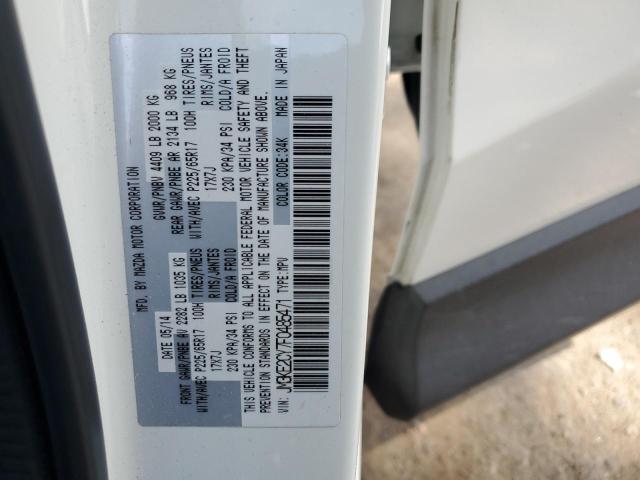 MFD. BY MAZDA MOTOR CORPORATION
DATE 05/14 GVWR/PNBV 4409 LB 2000 KG
FRONT GAWR/PNBE AV 2282 LB 1035 KG REAR GAWR/PNBE AR 2134 LB 968 KG
WITH/AVEC P225/65R17 100H TIRES/PNEUS WITH/AVEC P225/65R17 100H TIRES/PNEUS
17X7J RIMS/JANTES 17X7J RIMS/JANTES
230 KPA/34 PSI COLD/A FROID 230 KPA/34 PSI COLD/A FROID
THIS VEHICLE CONFORMS TO ALL APPLICABLE FEDERAL MOTOR VEHICLE SAFETY AND THEFT
PREVENTION STANDARDS IN EFFECT ON THE DATE OF MANUFACTURE SHOWN ABOVE.
VIN: JM3KE2CY7F0485471 TYPE:MPV COLOR CODE:34K MADE IN JAPAN